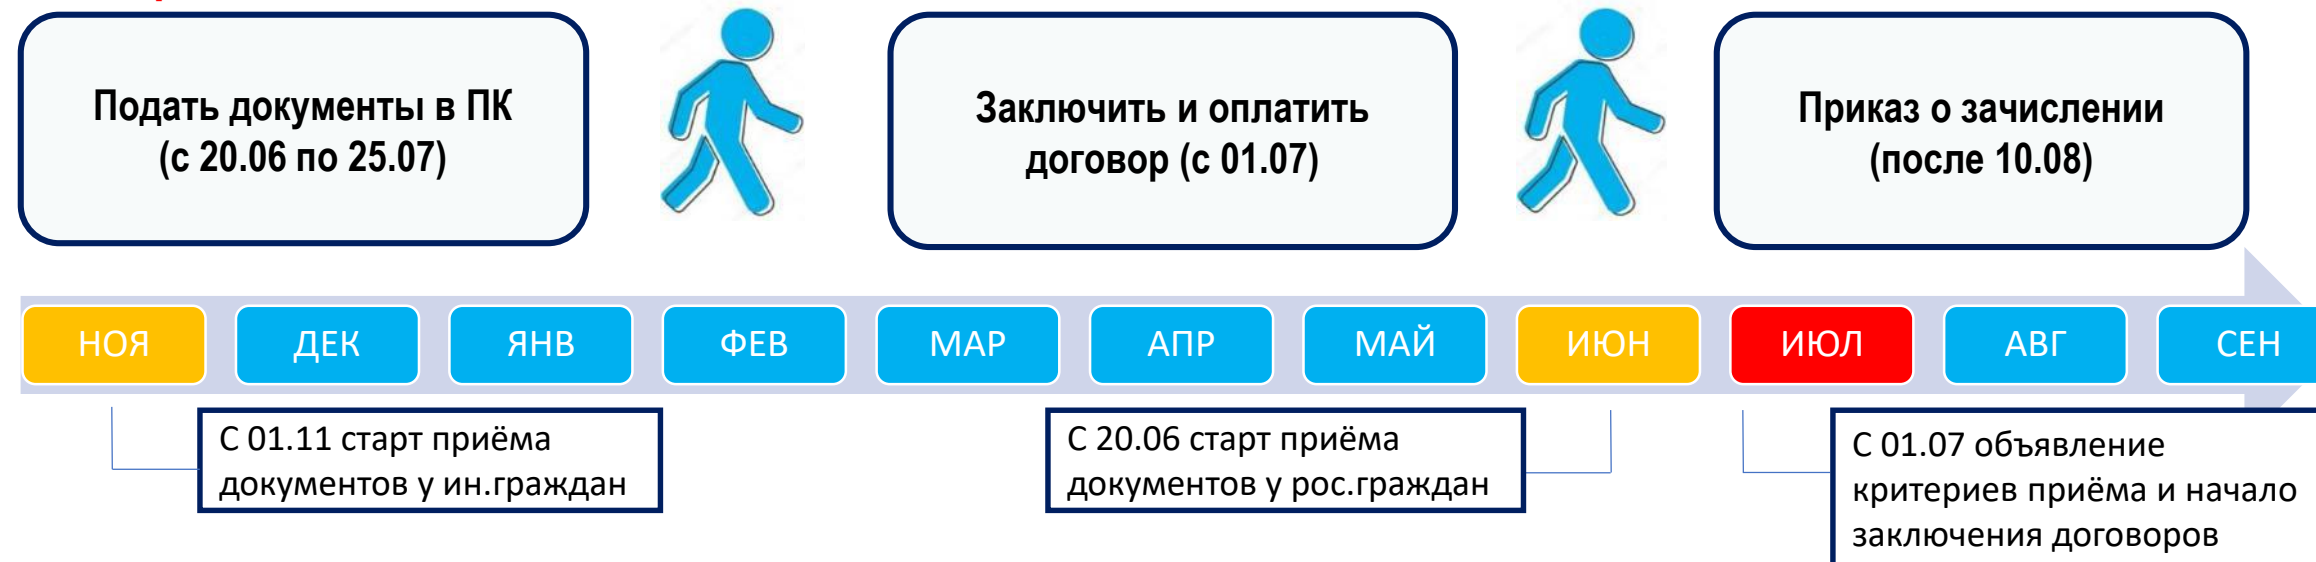 Подать документы в ПК
(с 20.06 по 25.07)
Заключить и оплатить
договор (с 01.07)
Приказ о зачислении
(после 10.08)
НОЯ
ДЕК
ЯНВ
ФЕВ
МАР
АПР
МАЙ
ИЮН
ИЮЛ
АВГ
СЕН
С 01.11 старт приёма
документов у ин.граждан
С 20.06 старт приёма
документов у рос.граждан
С 01.07 объявление
критериев приёма и начало
заключения договоров